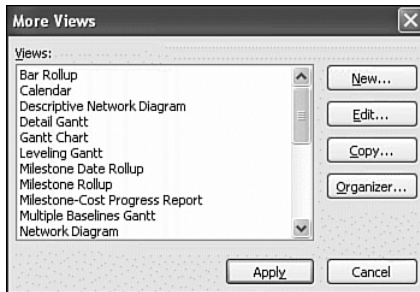 More Views
Views:
Bar Rollup
Calendar
Descriptive Network Diagram
Detail Gantt
Gantt Chart
Leveling Gantt
Milestone Date Rollup
Milestone Rollup
Milestone-Cost Progress Report
Multiple Baselines Gantt
Network Diagram
New...
Edit...
Copy...
Organizer...
Apply
Cancel